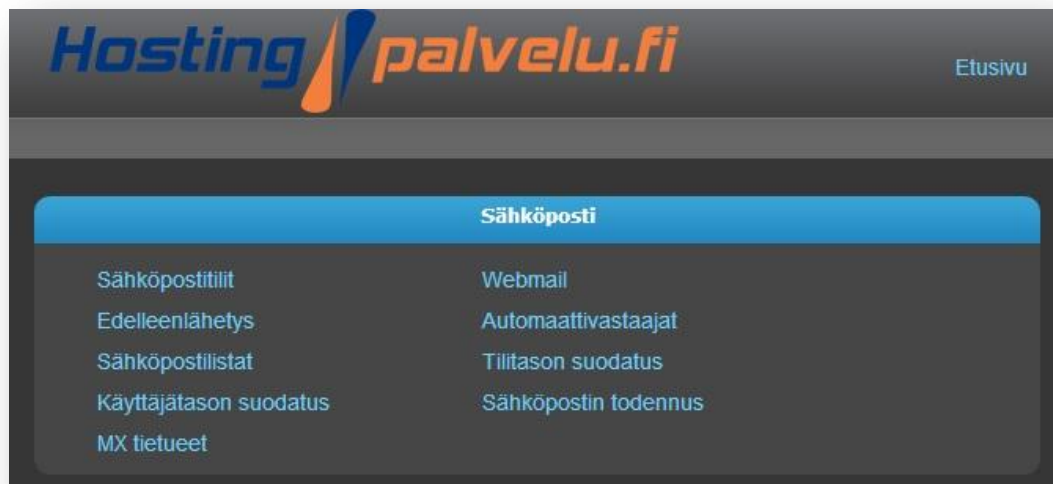 Hosting palvelu.fi
Etusivu
Sähköposti
Sähköpostitilit
Webmail
Edelleenlähetys
Automaattivastaajat
Sähköpostilistat
Tilitason suodatus
Käyttäjätason suodatus
Sähköpostin todennus
MX tietueet